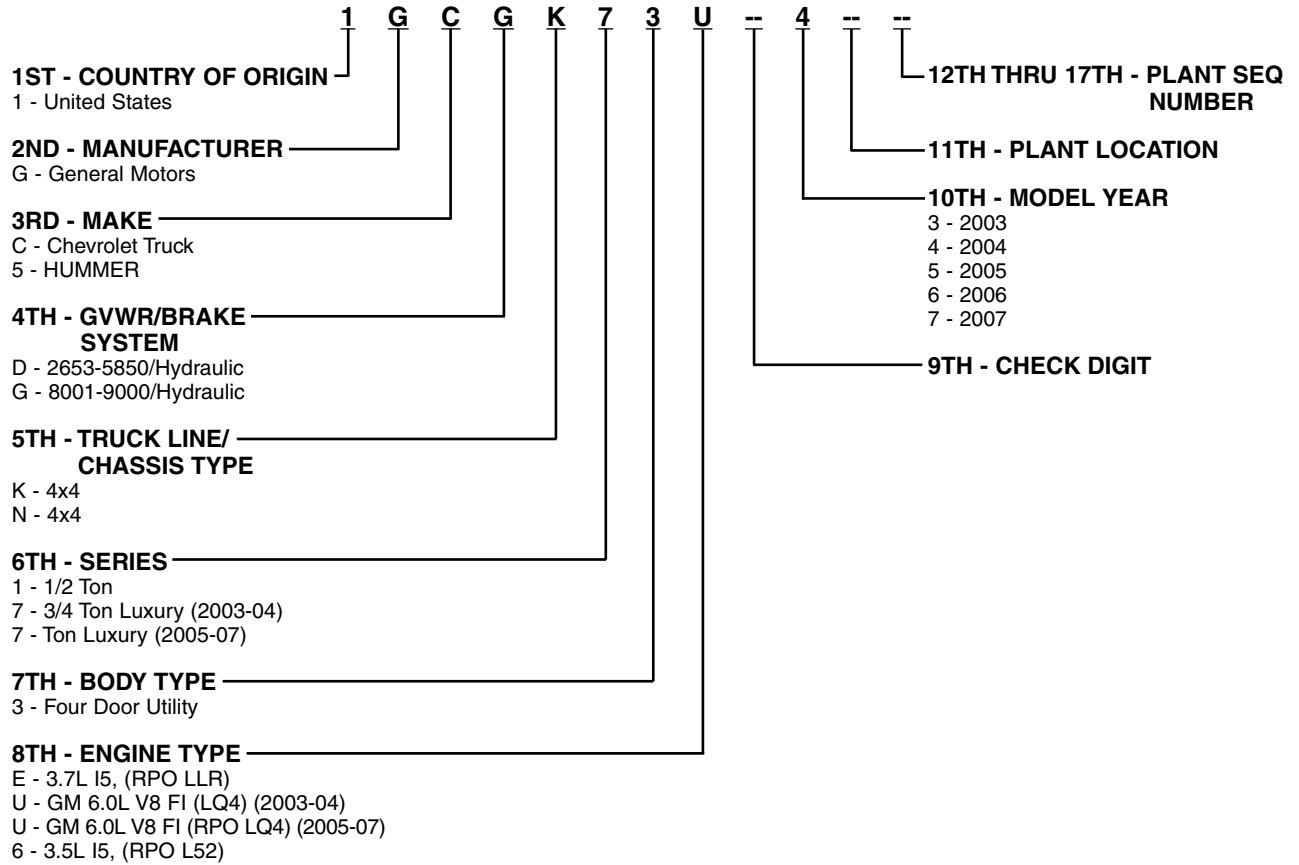 1 G C G K 7 3 U -- 4 -- --
1ST - COUNTRY OF ORIGIN
1 - United States
2ND - MANUFACTURER
G - General Motors
3RD - MAKE
C - Chevrolet Truck
5 - HUMMER
4TH - GVWR/BRAKE
SYSTEM
D - 2653-5850/Hydraulic
G - 8001-9000/Hydraulic
5TH - TRUCK LINE/
CHASSIS TYPE
K - 4x4
N - 4x4
6TH - SERIES
1 - 1/2 Ton
7 - 3/4 Ton Luxury (2003-04)
7 - Ton Luxury (2005-07)
7TH - BODY TYPE
3 - Four Door Utility
8TH - ENGINE TYPE
E - 3.7L I5, (RPO LLR)
U - GM 6.0L V8 FI (LQ4) (2003-04)
U - GM 6.0L V8 FI (RPO LQ4) (2005-07)
6 - 3.5L I5, (RPO L52)
12TH THRU 17TH - PLANT SEQ
NUMBER
11TH - PLANT LOCATION
10TH - MODEL YEAR
3 - 2003
4 - 2004
5 - 2005
6 - 2006
7 - 2007
9TH - CHECK DIGIT